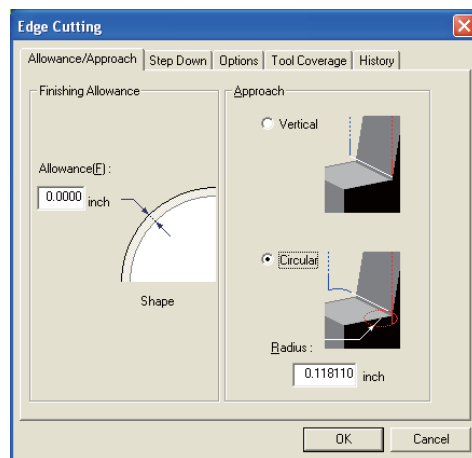 Edge Cutting
Allowance/Approach Step Down Options Tool Coverage History
Finishing Allowance
Allowance(F) :
0.0000 inch
Shape
Approach
Vertical
Circular
Radius :
0.118110 inch
OK Cancel